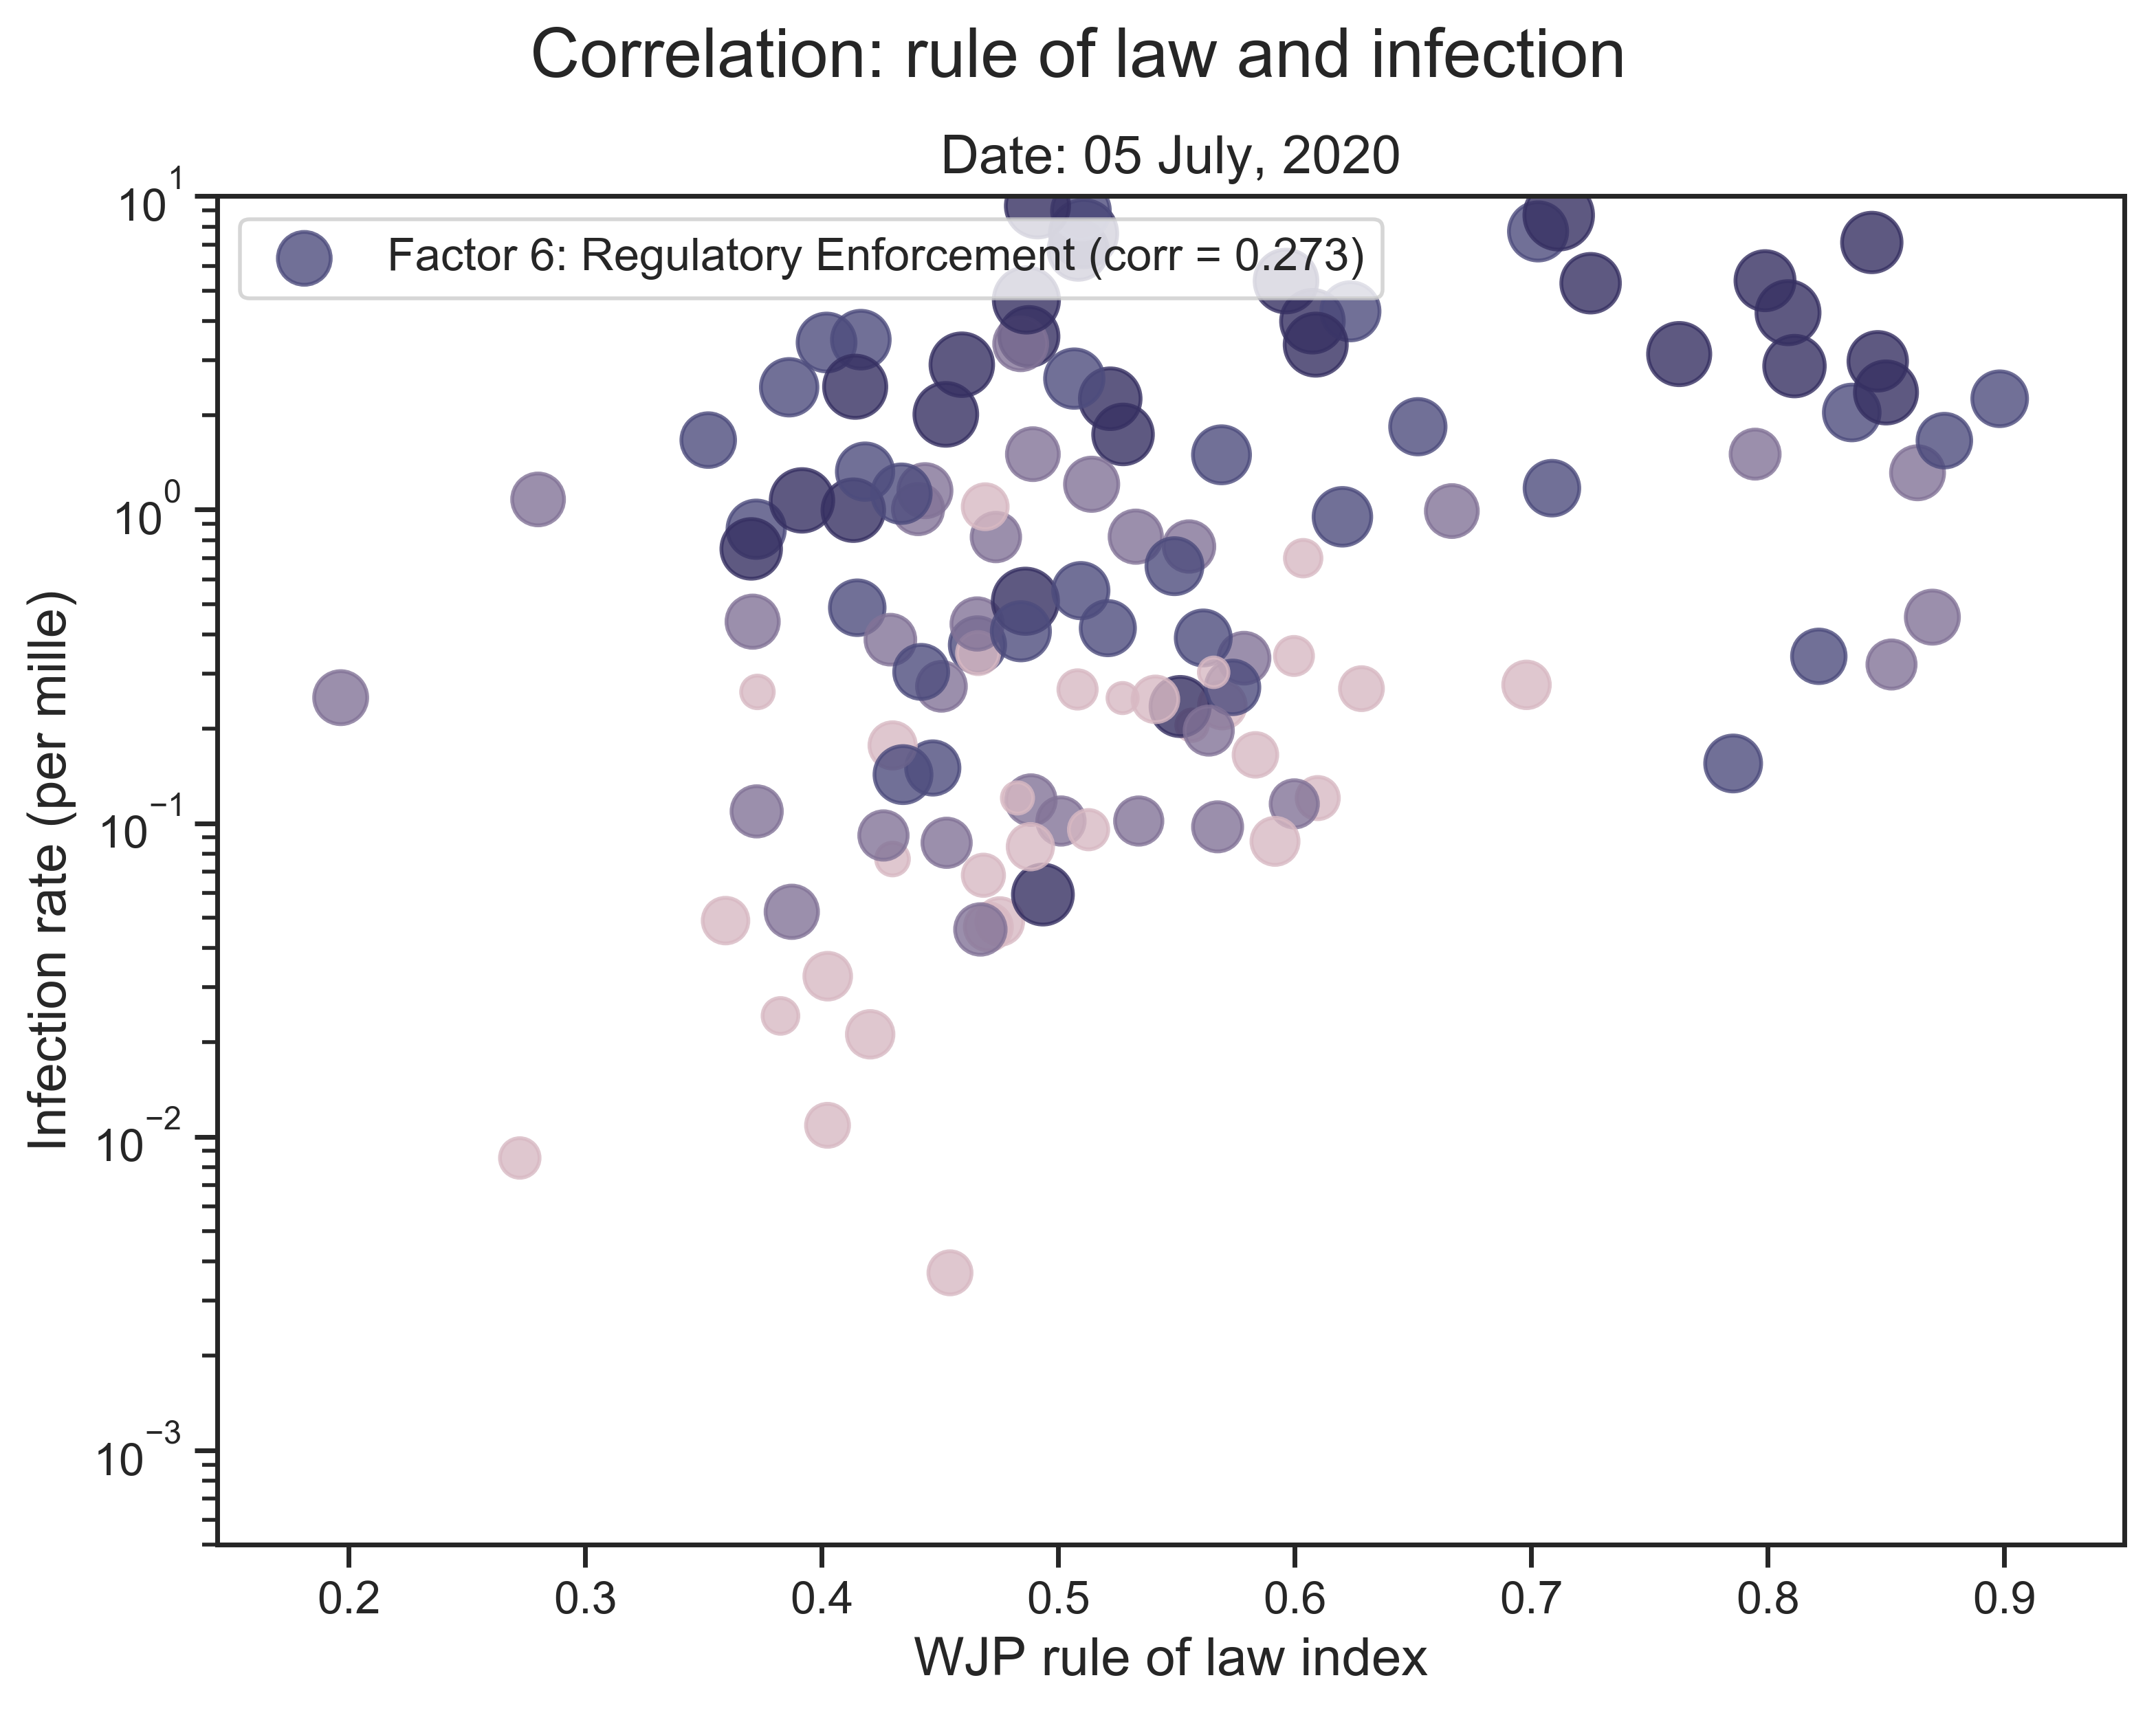 Correlation: rule of law and infection
Date: 05 July, 2020
Factor 6: Regulatory Enforcement (corr = 0.273)
Infection rate (per mille)
10^1
10^0
10^−1
10^−2
10^−3
0.2 0.3 0.4 0.5 0.6 0.7 0.8 0.9
WJP rule of law index